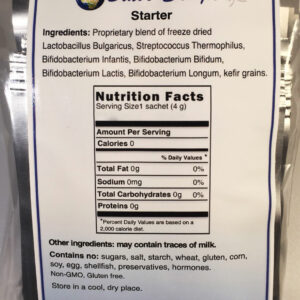 Starter
Ingredients: Proprietary blend of freeze dried
Lactobacillus Bulgaricus, Streptococcus Thermophilus,
Bifidobacterium Infantis, Bifidobacterium Bifidum,
Bifidobacterium Lactis, Bifidobacterium Longum, kefir grains.
Nutrition Facts
Serving Size1 sachet (4 g)
Amount Per Serving
Calories 0
% Daily Values *
Total Fat 0g 0%
Sodium 0mg 0%
Total Carbohydrates 0g 0%
Proteins 0g
*Percent Daily Values are based on a
2,000 calorie diet.
Other ingredients: may contain traces of milk.
Contains no: sugars, salt, starch, wheat, gluten, corn,
soy, egg, shellfish, preservatives, hormones.
Non-GMO, Gluten free.
Store in a cool, dry place.